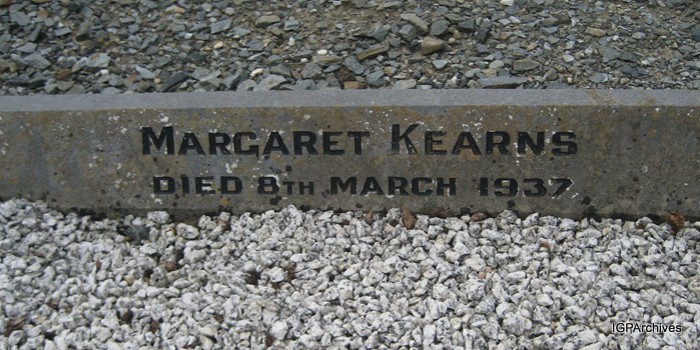 Margaret Kearns
Died 8th March 1937
IGPArchives